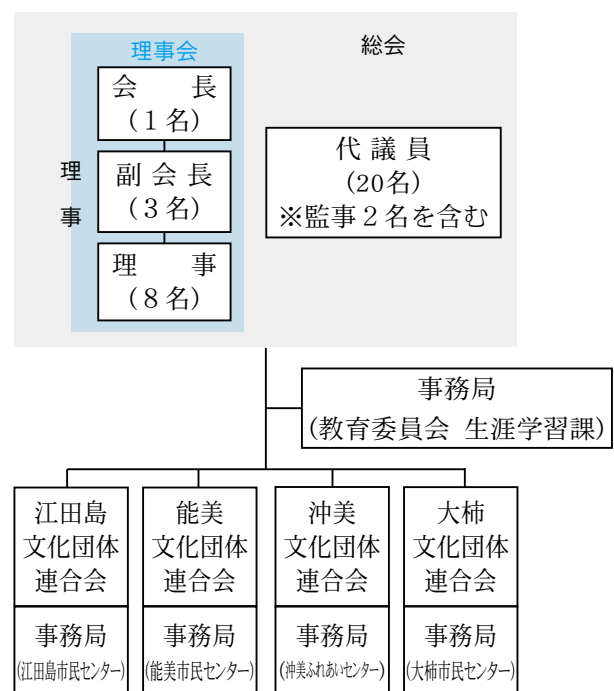 理事会
総会
会　長
(１名)
理
事
副会長
(３名)
理　事
(８名)
代議員
(20名)
※監事２名を含む
事務局
(教育委員会 生涯学習課)
江田島
文化団体
連合会
事務局
(江田島市民センター)
能美
文化団体
連合会
事務局
(能美市民センター)
沖美
文化団体
連合会
事務局
(沖美ふれあいセンター)
大柿
文化団体
連合会
事務局
(大柿市民センター)